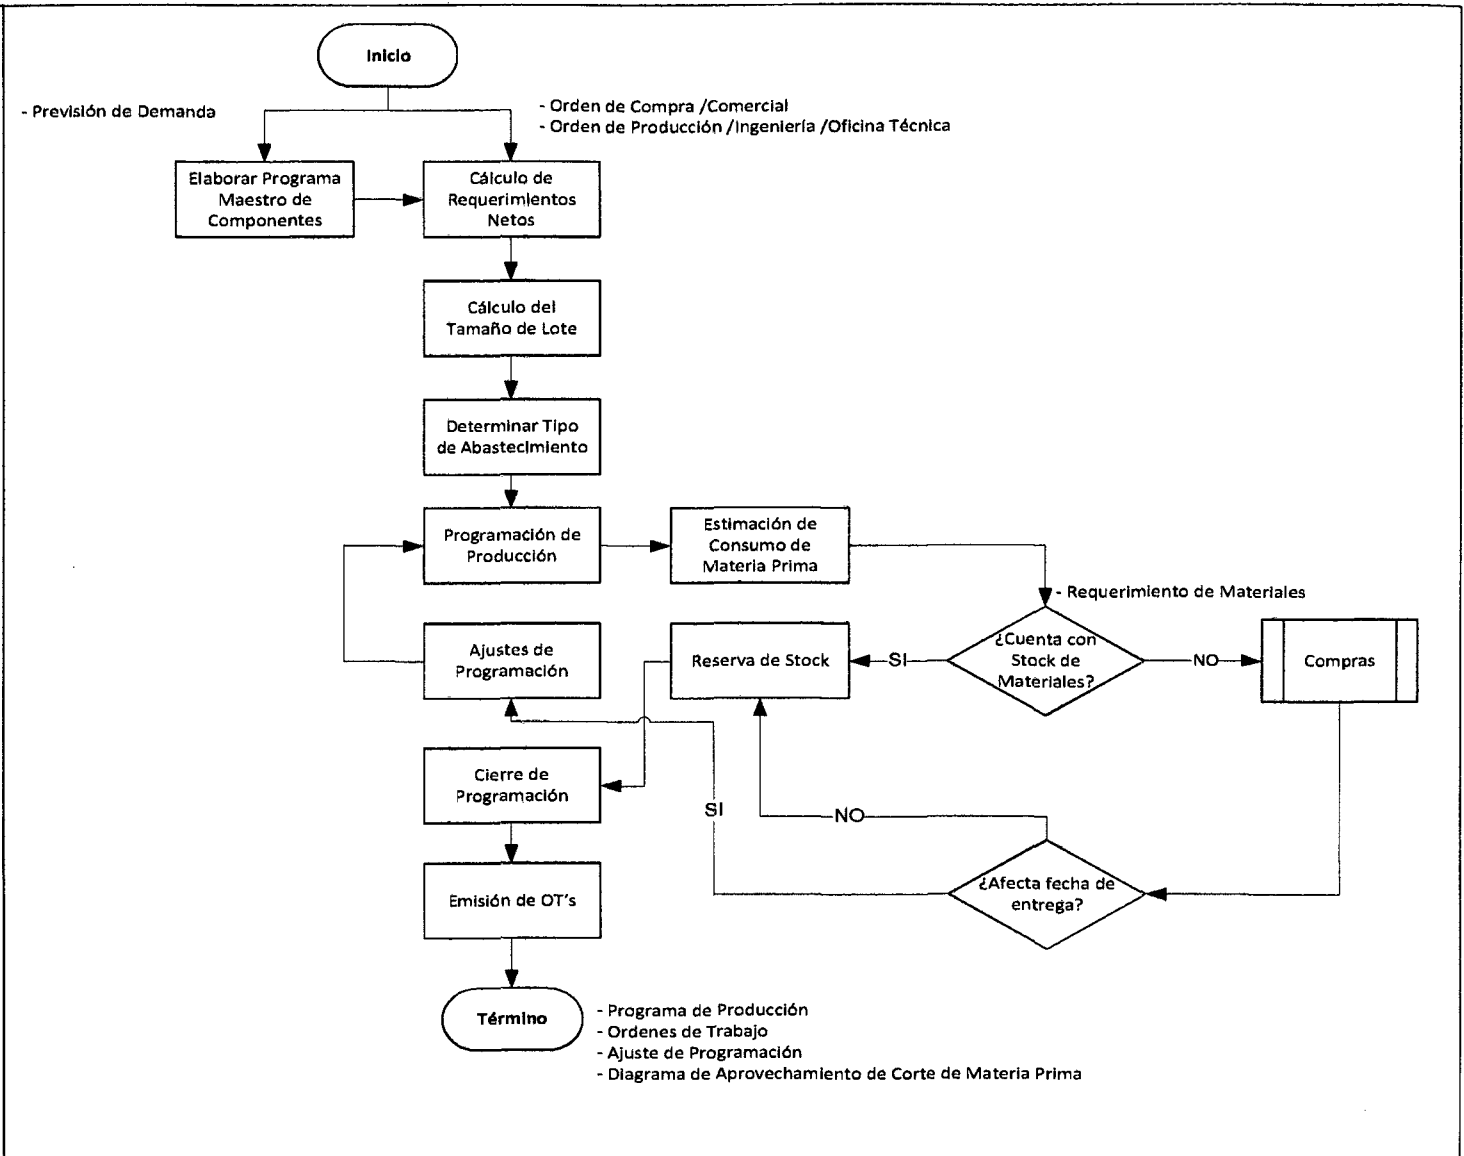 Inicio
- Previsión de Demanda
- Orden de Compra /Comercial
- Orden de Producción /Ingeniería /Oficina Técnica
Elaborar Programa
Maestro de
Componentes
Cálculo de
Requerimientos
Netos
Cálculo del
Tamaño de Lote
Determinar Tipo
de Abastecimiento
Programación de
Producción
Estimación de
Consumo de
Materia Prima
- Requerimiento de Materiales
Ajustes de
Programación
Reserva de Stock
SI
¿Cuenta con
Stock de
Materiales?
NO
Compras
Cierre de
Programación
SI
NO
¿Afecta fecha de
entrega?
Emisión de OT's
Término
- Programa de Producción
- Ordenes de Trabajo
- Ajuste de Programación
- Diagrama de Aprovechamiento de Corte de Materia Prima